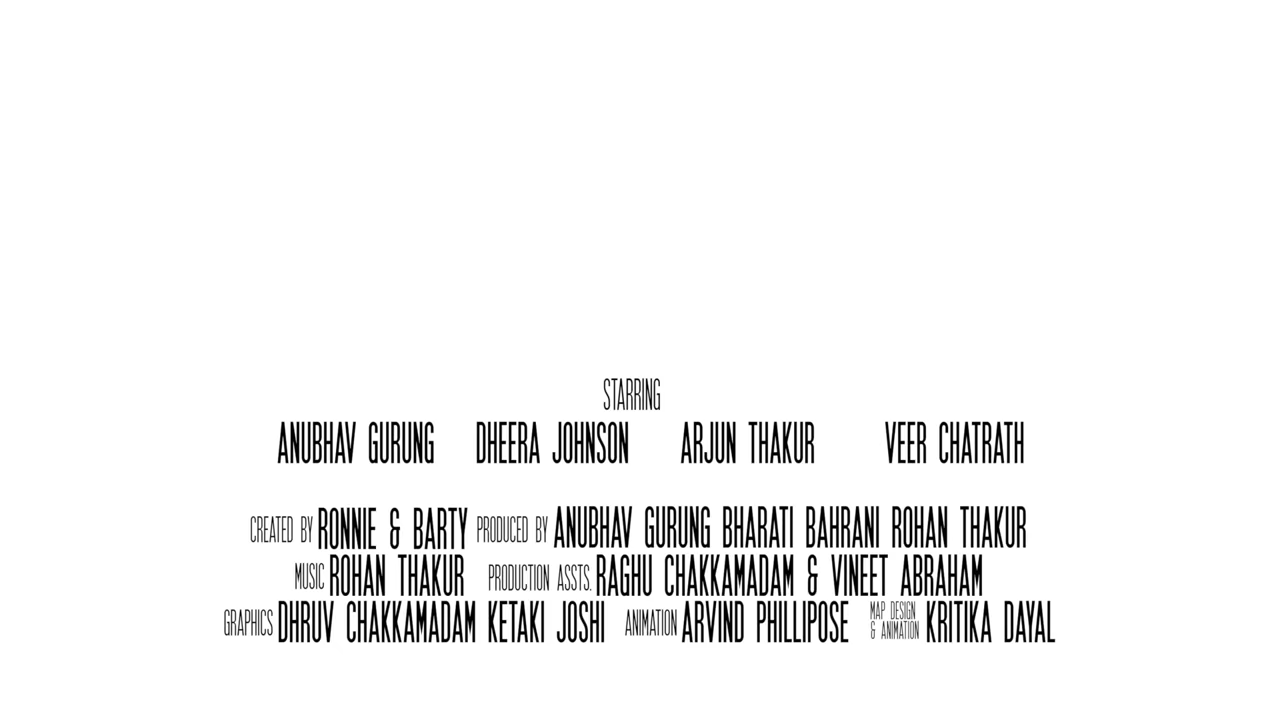 STARRING
ANUBHAV GURUNG DHEERA JOHNSON ARJUN THAKUR VEER CHATRATH
CREATED BY RONNIE & BARTY PRODUCED BY ANUBHAV GURUNG BHARATI BAHRANI ROHAN THAKUR
MUSIC ROHAN THAKUR PRODUCTION ASSTS. RAGHU CHAKKAMADAM & VINEET ABRAHAM
GRAPHICS DHRUV CHAKKAMADAM KETAKI JOSHI ANIMATION ARVIND PHILLIPOSE MAP DESIGN & ANIMATION KRITIKA DAYAL